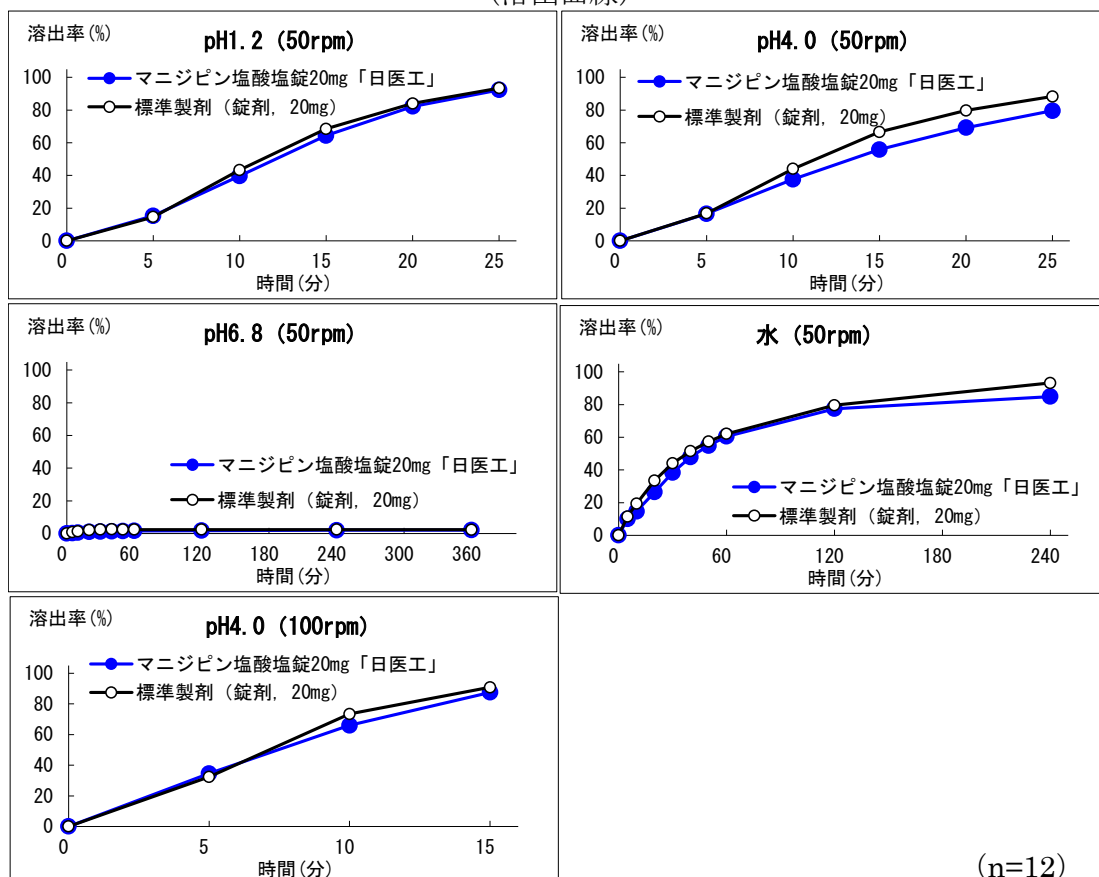 (溶出曲線)
溶出率(%)
pH1.2 (50rpm)
マニジピン塩酸塩錠20mg「日医工」
標準製剤(錠剤, 20mg)
100
80
60
40
20
0
0 5 10 15 20 25
時間(分)
溶出率(%)
pH4.0 (50rpm)
マニジピン塩酸塩錠20mg「日医工」
標準製剤(錠剤, 20mg)
100
80
60
40
20
0
0 5 10 15 20 25
時間(分)
溶出率(%)
pH6.8 (50rpm)
100
80
60
40
20
0
マニジピン塩酸塩錠20mg「日医工」
標準製剤(錠剤, 20mg)
0 60 120 180 240 300 360
時間(分)
溶出率(%)
水 (50rpm)
100
80
60
40
20
0
マニジピン塩酸塩錠20mg「日医工」
標準製剤(錠剤, 20mg)
0 60 120 180 240
時間(分)
溶出率(%)
pH4.0 (100rpm)
マニジピン塩酸塩錠20mg「日医工」
標準製剤(錠剤, 20mg)
100
80
60
40
20
0
0 5 10 15
時間(分)
(n=12)